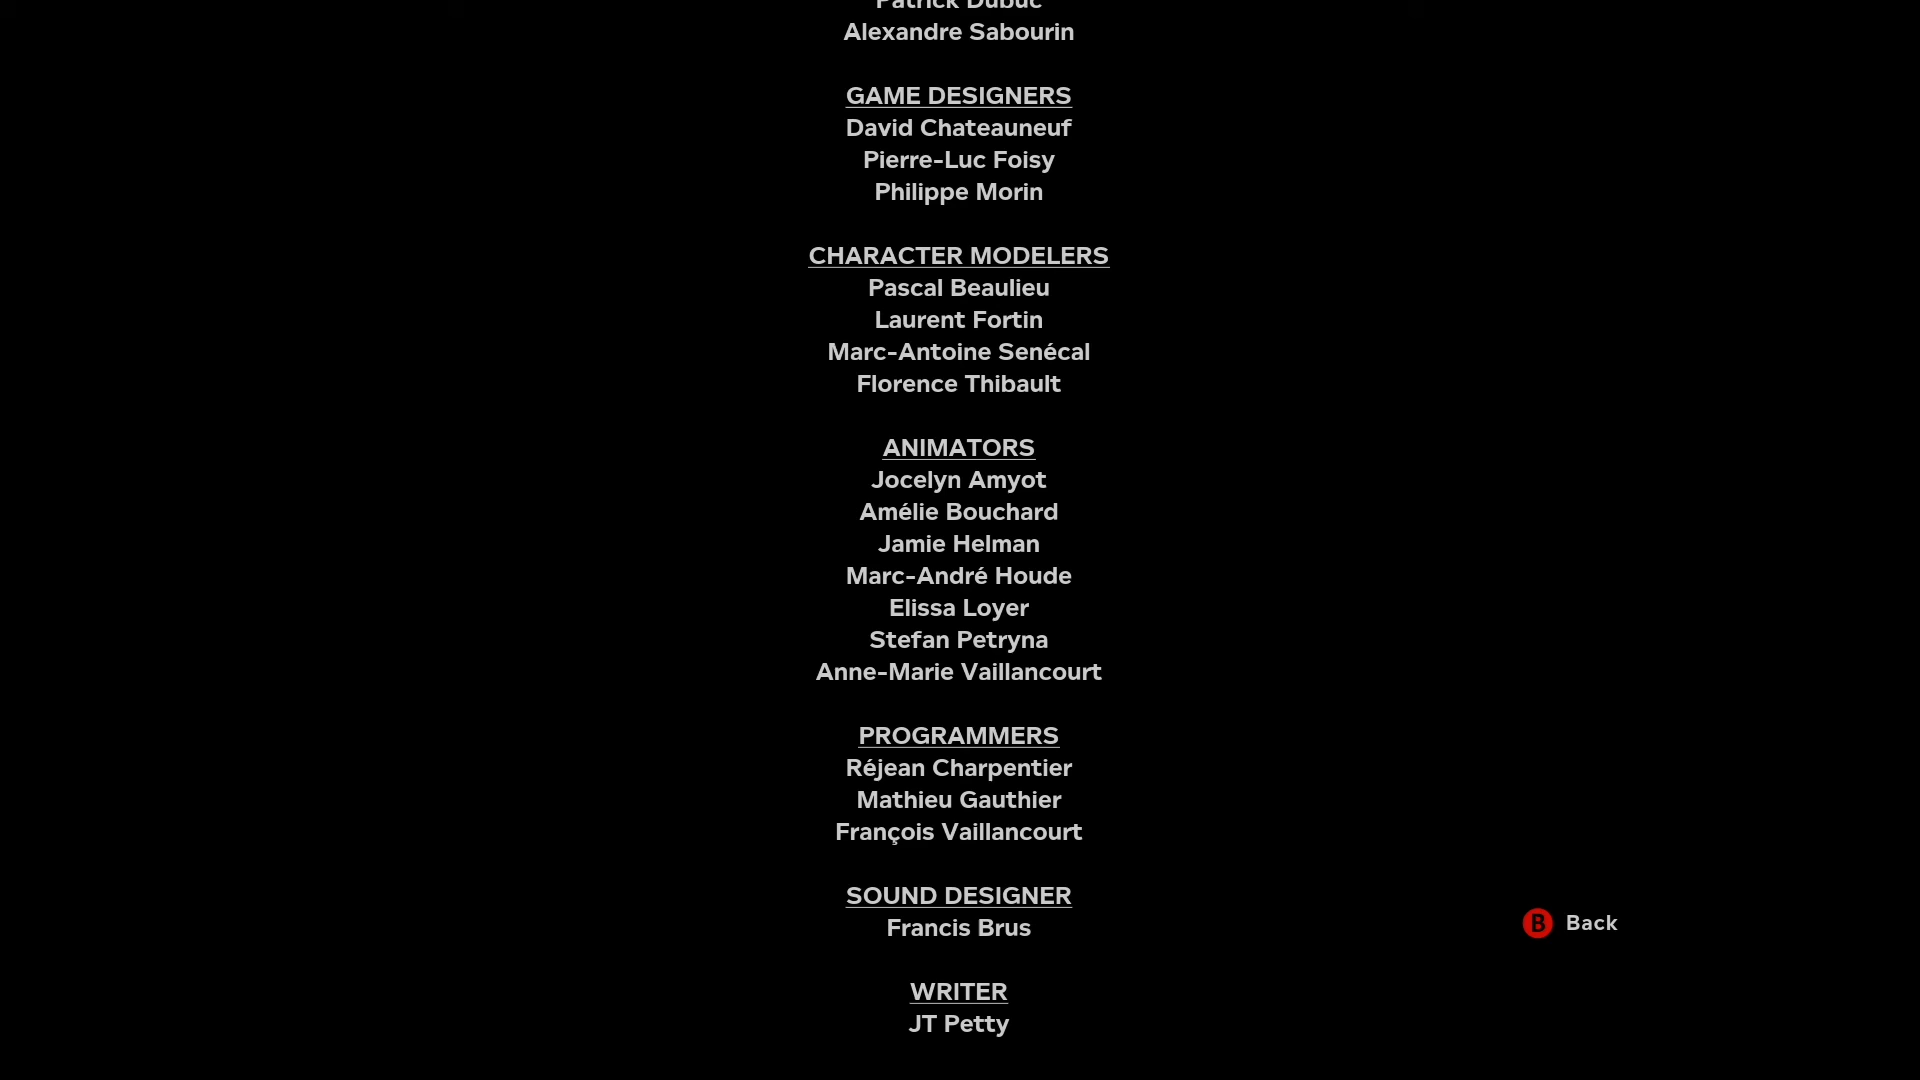 Patrick Dubuc
Alexandre Sabourin
GAME DESIGNERS
David Chateauneuf
Pierre-Luc Foisy
Philippe Morin
CHARACTER MODELERS
Pascal Beaulieu
Laurent Fortin
Marc-Antoine Senécal
Florence Thibault
ANIMATORS
Jocelyn Amyot
Amélie Bouchard
Jamie Helman
Marc-André Houde
Elissa Loyer
Stefan Petryna
Anne-Marie Vaillancourt
PROGRAMMERS
Réjean Charpentier
Mathieu Gauthier
François Vaillancourt
SOUND DESIGNER
Francis Brus
B Back
WRITER
JT Petty